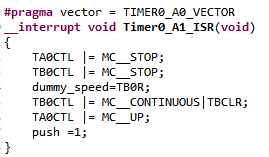 #pragma vector = TIMER0_A0_VECTOR
__interrupt void Timer0_A1_ISR(void)
{
    TA0CTL |= MC__STOP;
    TB0CTL |= MC__STOP;
    dummy_speed=TB0R;
    TB0CTL |= MC__CONTINUOUS|TBCLR;
    TA0CTL |= MC__UP;
    push =1;
}